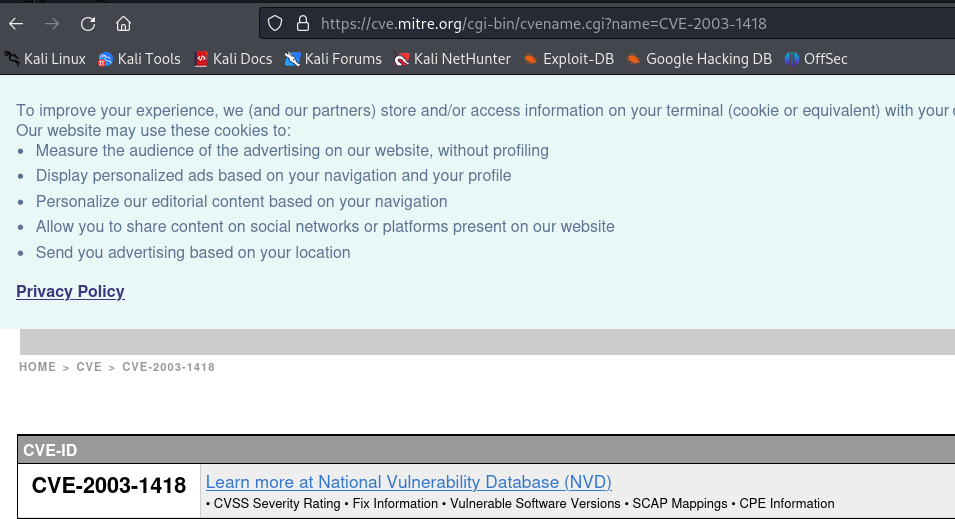 https://cve.mitre.org/cgi-bin/cvename.cgi?name=CVE-2003-1418
Kali Linux Kali Tools Kali Docs Kali Forums Kali NetHunter Exploit-DB Google Hacking DB OffSec
To improve your experience, we (and our partners) store and/or access information on your terminal (cookie or equivalent) with your
Our website may use these cookies to:
• Measure the audience of the advertising on our website, without profiling
• Display personalized ads based on your navigation and your profile
• Personalize our editorial content based on your navigation
• Allow you to share content on social networks or platforms present on our website
• Send you advertising based on your location
Privacy Policy
HOME > CVE > CVE-2003-1418
CVE-ID
CVE-2003-1418
Learn more at National Vulnerability Database (NVD)
• CVSS Severity Rating • Fix Information • Vulnerable Software Versions • SCAP Mappings • CPE Information